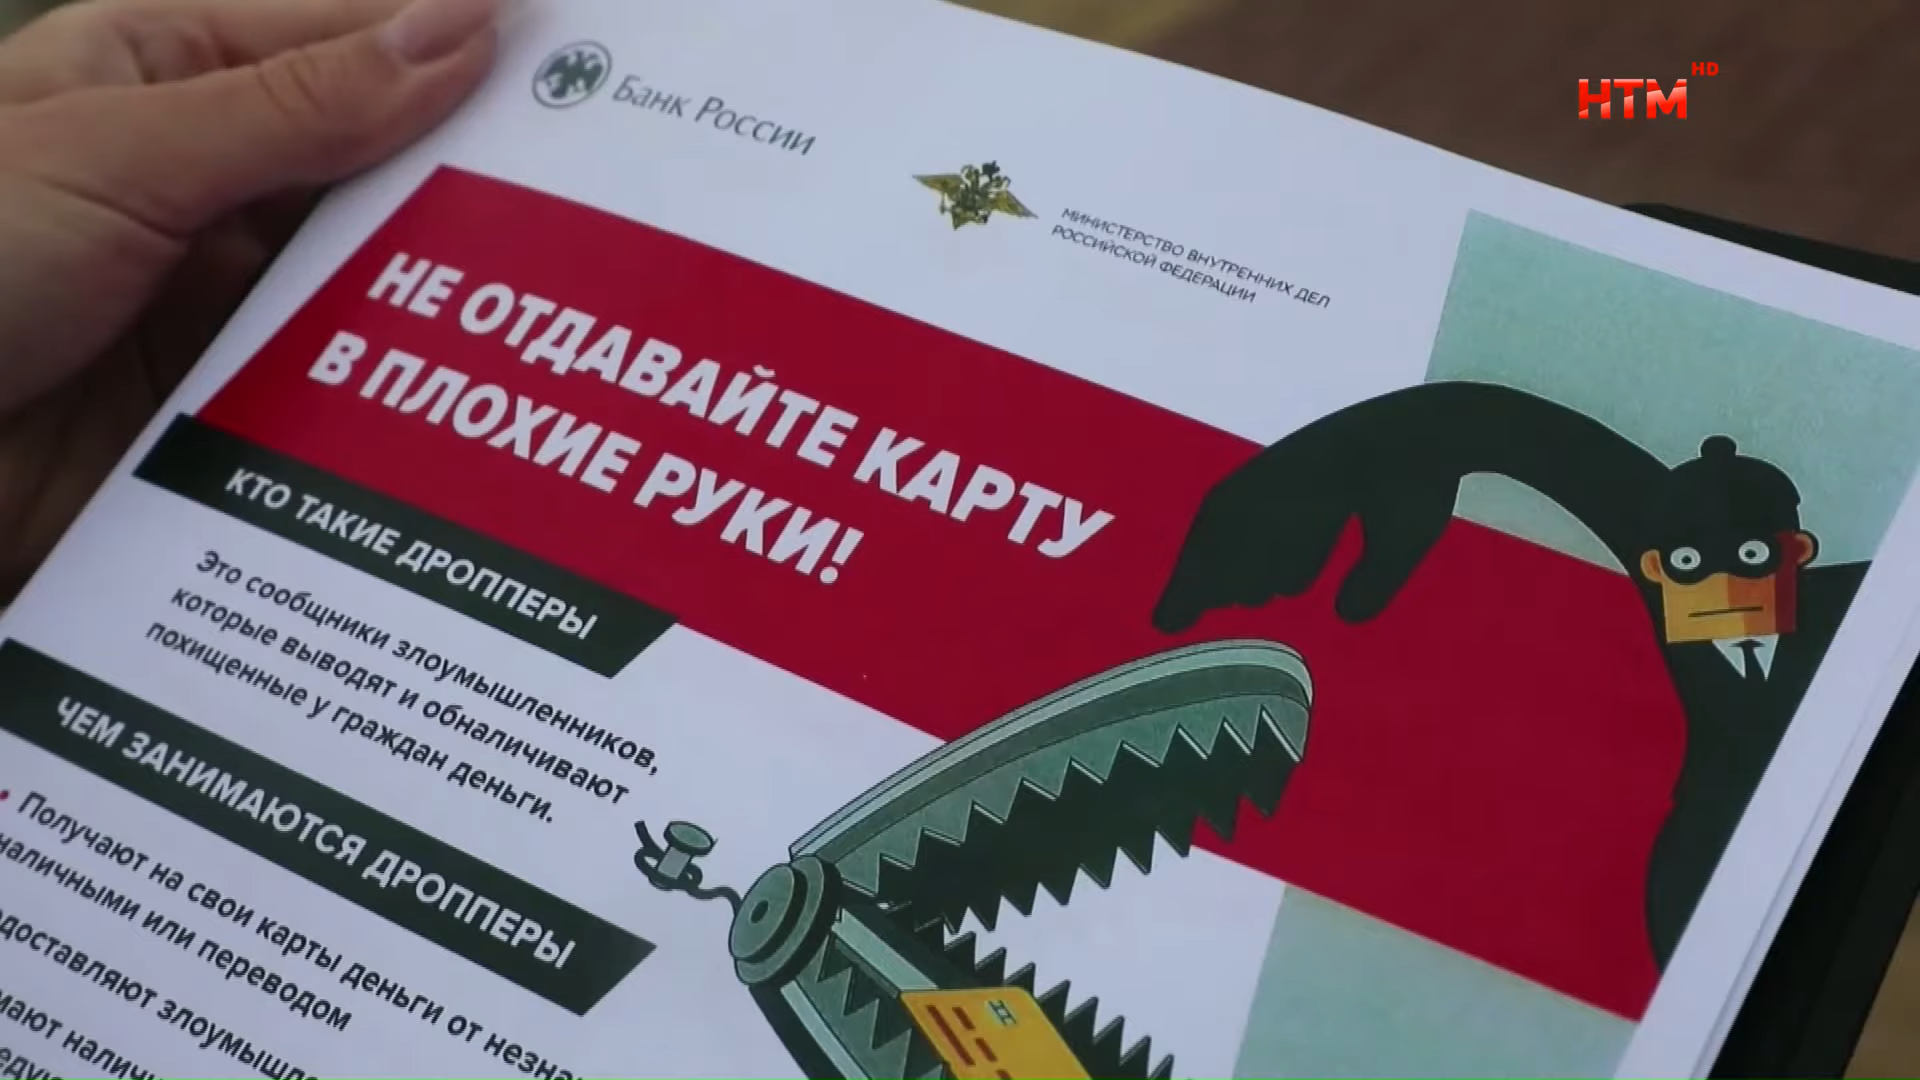 Банк России
НТМ HD
МИНИСТЕРСТВО ВНУТРЕННИХ ДЕЛ
РОССИЙСКОЙ ФЕДЕРАЦИИ
НЕ ОТДАВАЙТЕ КАРТУ
В ПЛОХИЕ РУКИ!
КТО ТАКИЕ ДРОППЕРЫ
Это сообщники злоумышленников,
которые выводят и обналичивают
похищенные у граждан деньги.
ЧЕМ ЗАНИМАЮТСЯ ДРОППЕРЫ
• Получают на свои карты деньги от
наличными или переводом